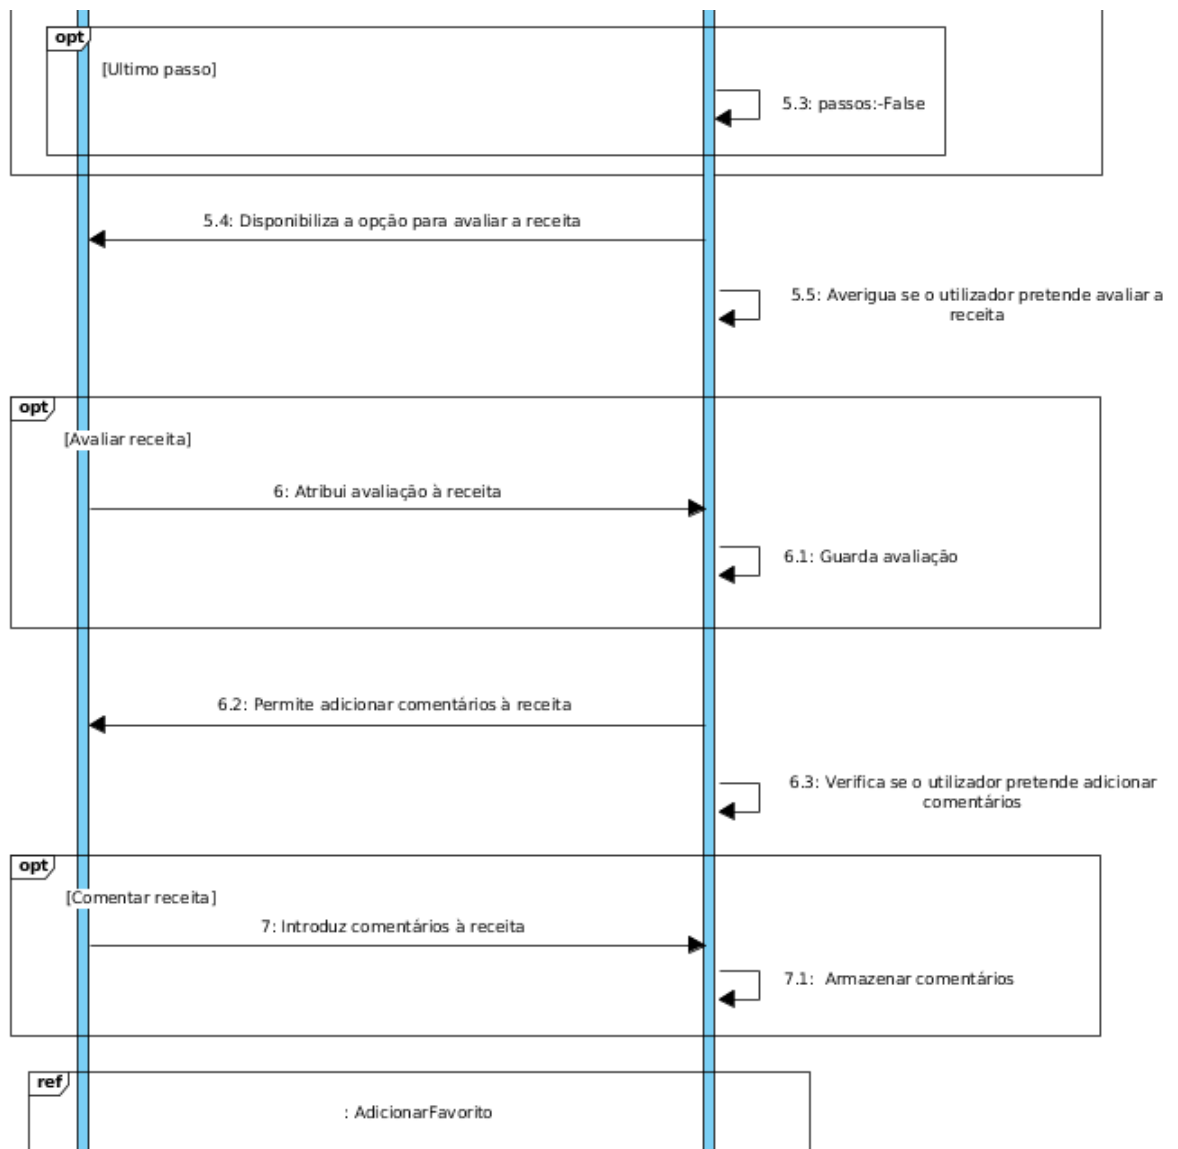 opt
[Ultimo passo]
5.3: passos:-False
5.4: Disponibiliza a opção para avaliar a receita
5.5: Averigua se o utilizador pretende avaliar a
receita
opt
[Avaliar receita]
6: Atribui avaliação à receita
6.1: Guarda avaliação
6.2: Permite adicionar comentários à receita
6.3: Verifica se o utilizador pretende adicionar
comentários
opt
[Comentar receita]
7: Introduz comentários à receita
7.1: Armazenar comentários
ref
: AdicionarFavorito